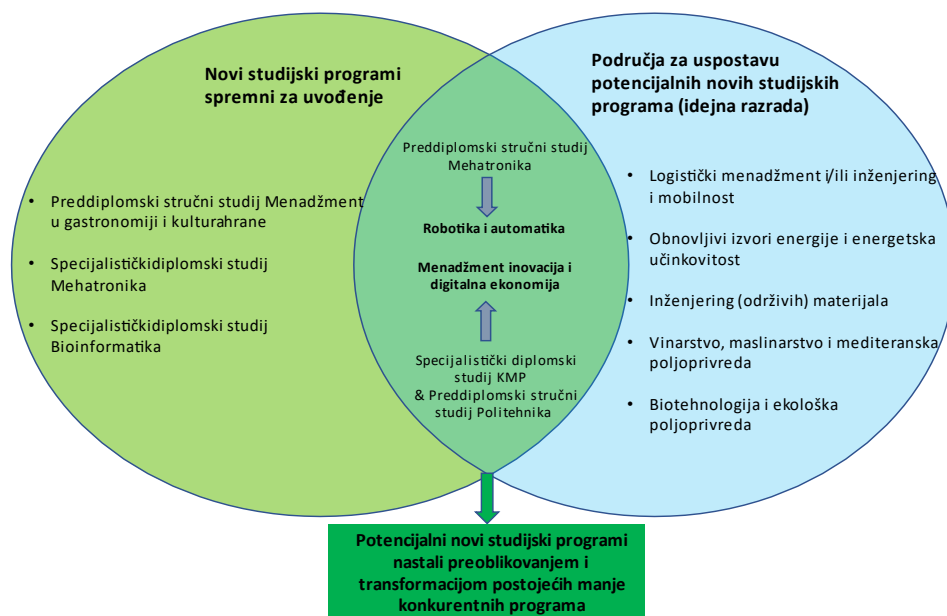 Novi studijski programi
spremni za uvođenje
• Preddiplomski stručni studij Menadžment
u gastronomiji i kulturahrane
• Specijalističkidiplomski studij
Mehatronika
• Specijalističkidiplomski studij
Bioinformatika
Preddiplomski stručni studij
Mehatronika
Robotika i automatika
Menadžment inovacija i
digitalna ekonomija
Specijalistički diplomski
studij KMP
& Preddiplomski stručni
studij Politehnika
Područja za uspostavu
potencijalnih novih studijskih
programa (idejna razrada)
• Logistički menadžment i/ili inženjering
i mobilnost
• Obnovljivi izvori energije i energetska
učinkovitost
• Inženjering (održivih) materijala
• Vinarstvo, maslinarstvo i mediteranska
poljoprivreda
• Biotehnologija i ekološka
poljoprivreda
Potencijalni novi studijski programi
nastali preoblikovanjem i
transformacijom postojećih manje
konkurentnih programa